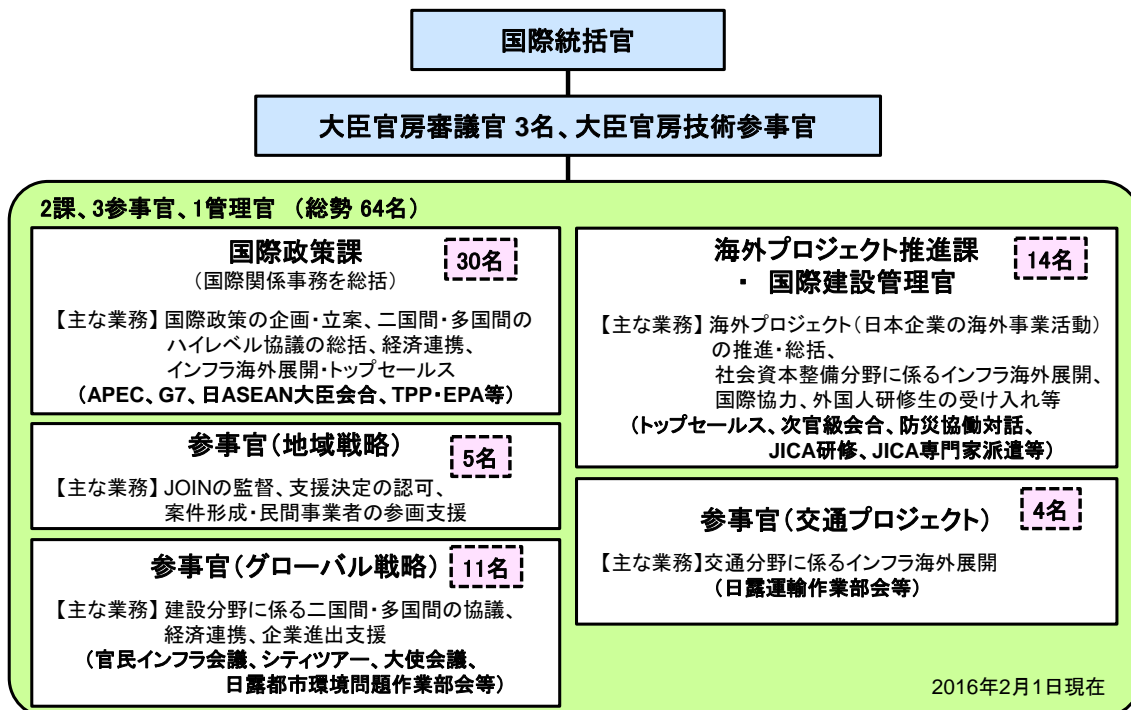 国際統括官
大臣官房審議官 3名、大臣官房技術参事官
2課、3参事官、1管理官 （総勢 64名）
国際政策課
30名
（国際関係事務を総括）
【主な業務】 国際政策の企画・立案、二国間・多国間の
ハイレベル協議の総括、経済連携、
インフラ海外展開・トップセールス
（APEC、G7、日ASEAN大臣会合、TPP・EPA等）
参事官（地域戦略）
5名
【主な業務】 JOINの監督、支援決定の認可、
案件形成・民間事業者の参画支援
参事官（グローバル戦略）
11名
【主な業務】 建設分野に係る二国間・多国間の協議、
経済連携、企業進出支援
（官民インフラ会議、シティツアー、大使会議、
日露都市環境問題作業部会等）
海外プロジェクト推進課
・ 国際建設管理官
14名
【主な業務】 海外プロジェクト（日本企業の海外事業活動）
の推進・総括、
社会資本整備分野に係るインフラ海外展開、
国際協力、外国人研修生の受け入れ等
（トップセールス、次官級会合、防災協働対話、
JICA研修、JICA専門家派遣等）
参事官（交通プロジェクト）
4名
【主な業務】交通分野に係るインフラ海外展開
（日露運輸作業部会等）
2016年2月1日現在